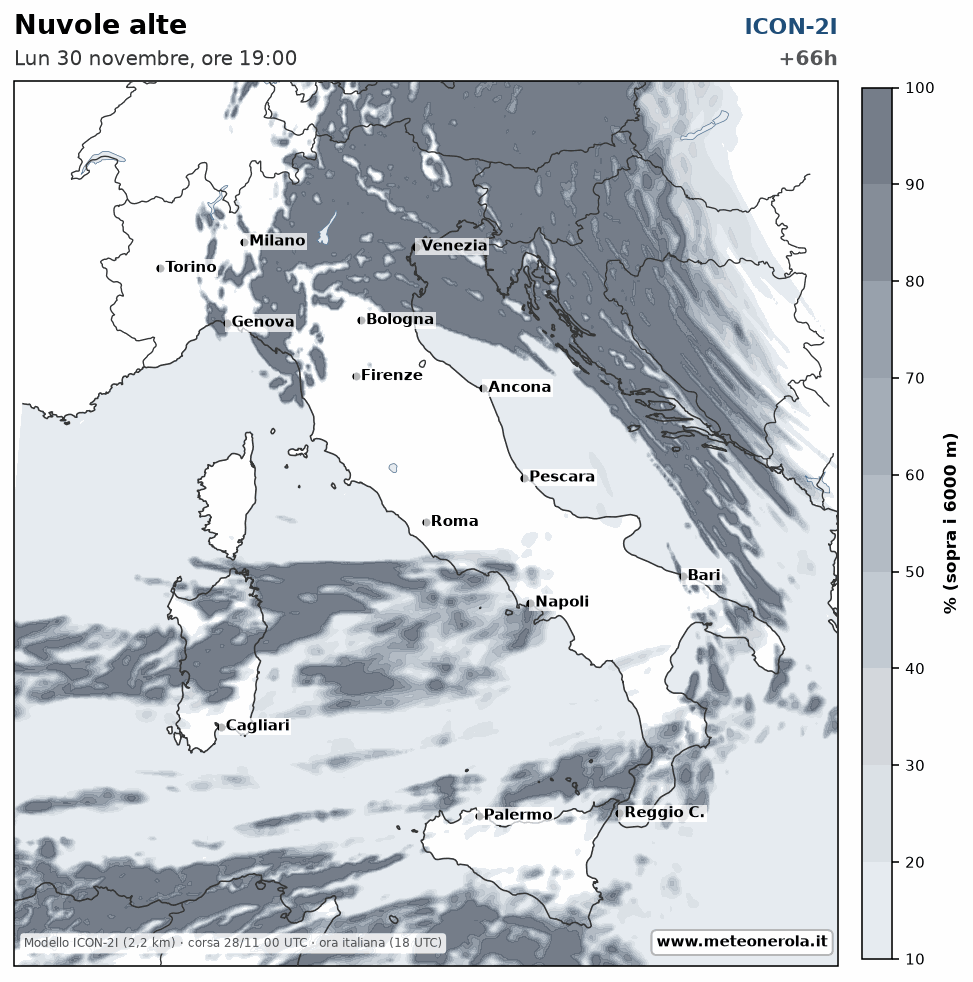 Nuvole alte
ICON-2I
Lun 30 novembre, ore 19:00
+66h
Milano
Venezia
Torino
Genova
Bologna
Firenze
Ancona
Pescara
Roma
Bari
Napoli
Cagliari
Palermo
Reggio C.
Modello ICON-2I (2,2 km) · corsa 28/11 00 UTC · ora italiana (18 UTC)
www.meteonerola.it
100
90
80
70
60
50
40
30
20
10
% (sopra i 6000 m)